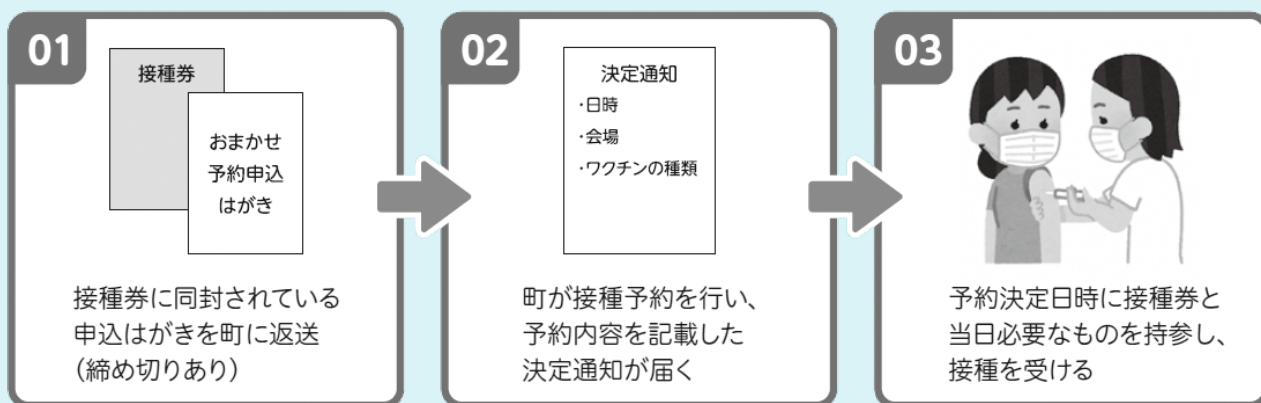 01
接種券
おまかせ
予約申込
はがき
接種券に同封されている
申込はがきを町に返送
(締め切りあり)
02
決定通知
・日時
・会場
・ワクチンの種類
町が接種予約を行い、
予約内容を記載した
決定通知が届く
03
予約決定日時に接種券と
当日必要なものを持参し、
接種を受ける